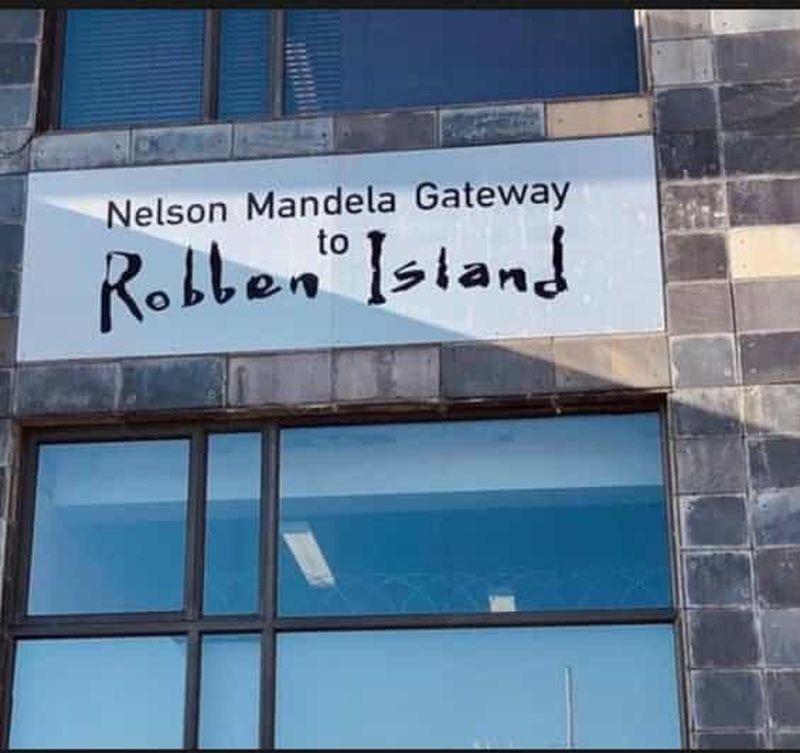 Nelson Mandela Gateway
to
Robben Island